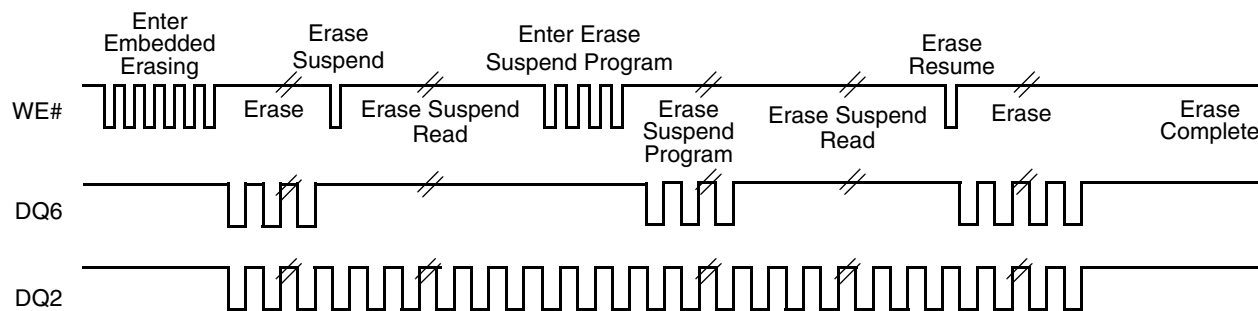 Enter
Embedded
Erasing
Erase
Suspend
Enter Erase
Suspend Program
Erase
Resume
WE#
Erase
Erase Suspend
Read
Erase
Suspend
Program
Erase Suspend
Read
Erase
Erase
Complete
DQ6
DQ2